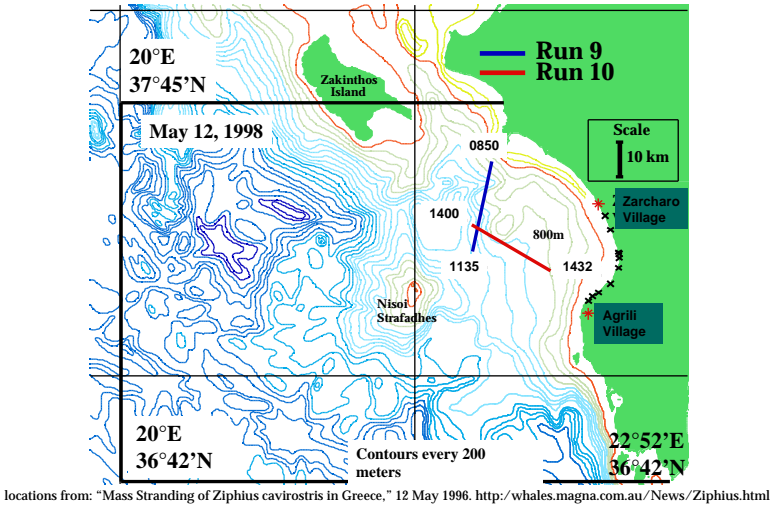 20°E
37°45’N
Zakinthos
Island
Run 9
Run 10
May 12, 1998
Scale
10 km
0850
Zarcharo
Village
1400
800m
1135
1432
Nisoi
Strafadhes
Agrili
Village
20°E
36°42’N
Contours every 200
meters
22°52’E
36°42’N
locations from: “Mass Stranding of Ziphius cavirostris in Greece,” 12 May 1996. http:/whales.magna.com.au/News/Ziphius.html